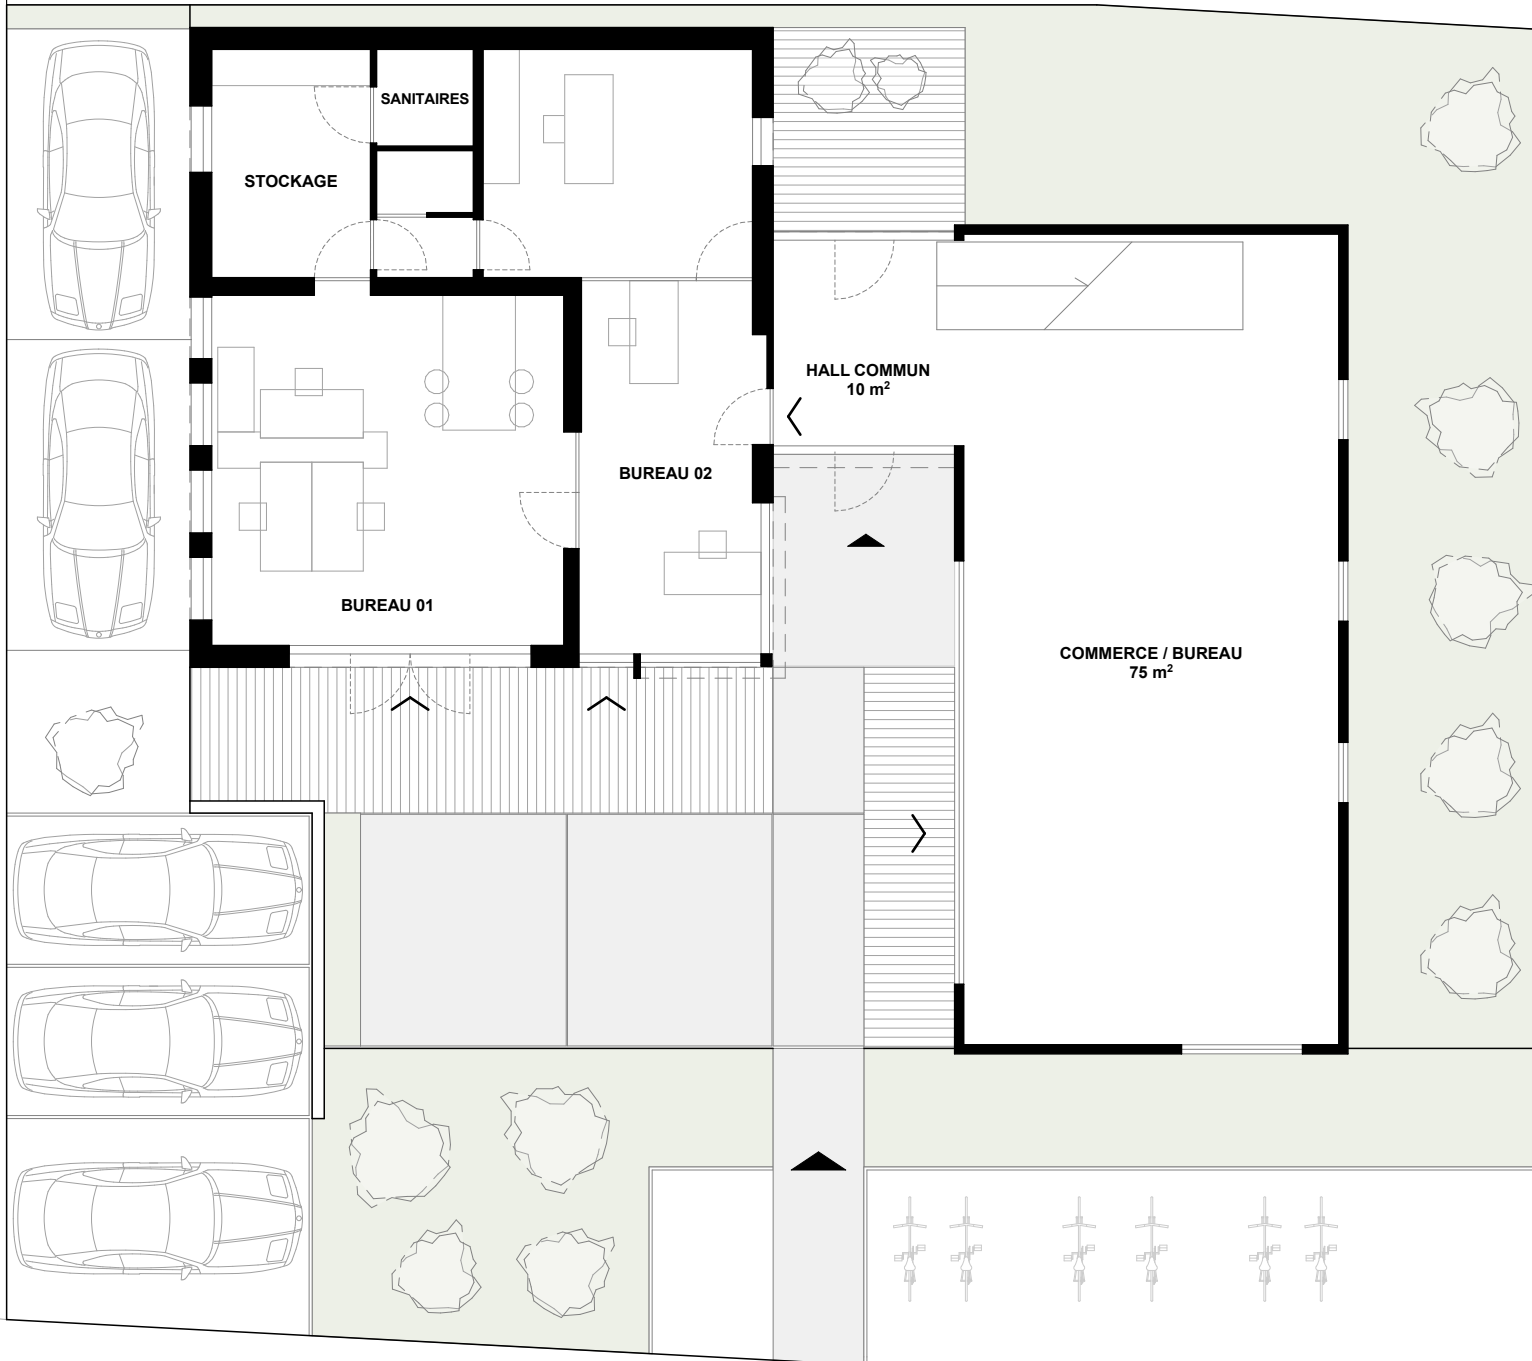 SANITAIRES
STOCKAGE
HALL COMMUN
10 m²
BUREAU 02
BUREAU 01
COMMERCE / BUREAU
75 m²